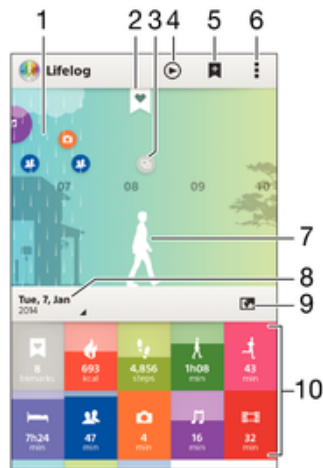 1 2 3 4 5 6
Lifelog
07 08 09 10
7
8
Tue, 7, Jan
2014
9
8 693 4,856 1h08 43
bkmarks kcal steps min min
10
7h24 47 4 16 32
min min min min min